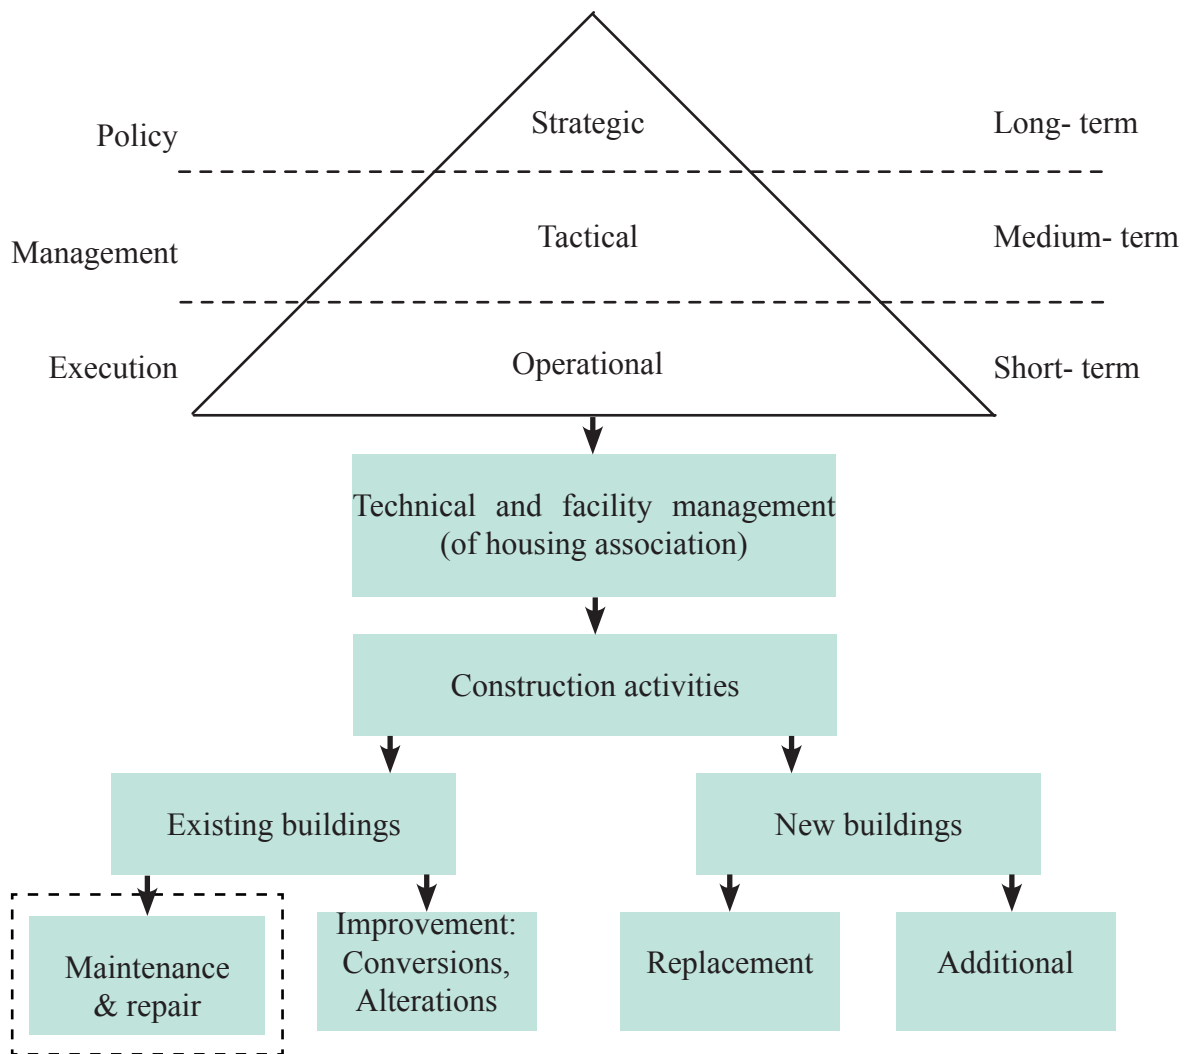 Strategic
Policy
Long- term
Tactical
Management
Medium- term
Operational
Execution
Short- term
Technical and facility management
(of housing association)
Construction activities
Existing buildings
New buildings
Maintenance
& repair
Improvement:
Conversions,
Alterations
Replacement
Additional